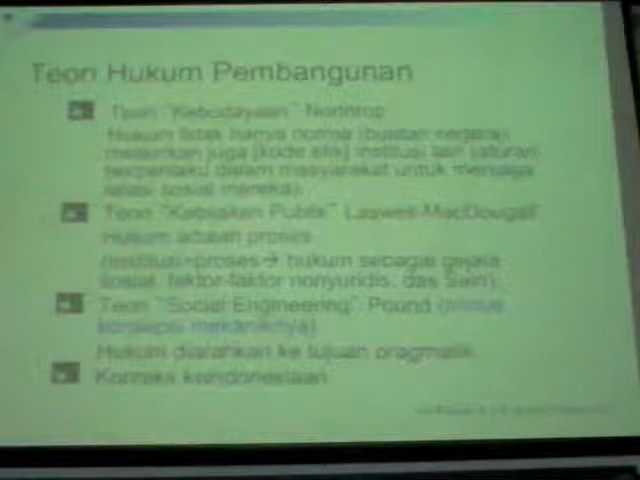 Teori Hukum Pembangunan
Teori "Kebudayaan" Northrop
Hukum tidak hanya norma (buatan negara)
melainkan juga [kode etik] institusi lain (aturan
berperilaku dalam masyarakat untuk menjaga
relasi sosial mereka).
Teori "Kebijakan Publik" Laswell-MacDougall
Hukum adalah proses
(institusi+proses→ hukum sebagai gejala
sosial, faktor-faktor nonyuridis, das Sein).
Teori "Social Engineering" Pound (minus
konsepsi mekaniknya)
Hukum diarahkan ke tujuan pragmatik
Konteks keindonesiaan